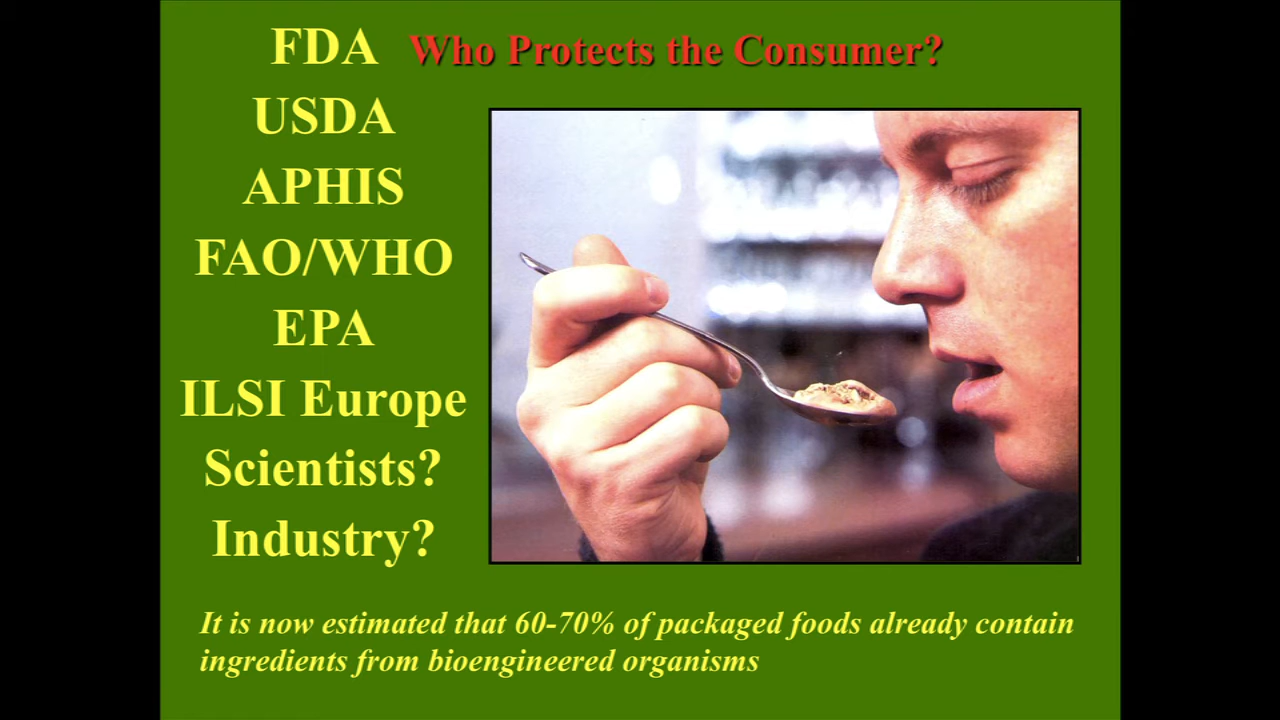 FDA
Who Protects the Consumer?
USDA
APHIS
FAO/WHO
EPA
ILSI Europe
Scientists?
Industry?
It is now estimated that 60-70% of packaged foods already contain
ingredients from bioengineered organisms